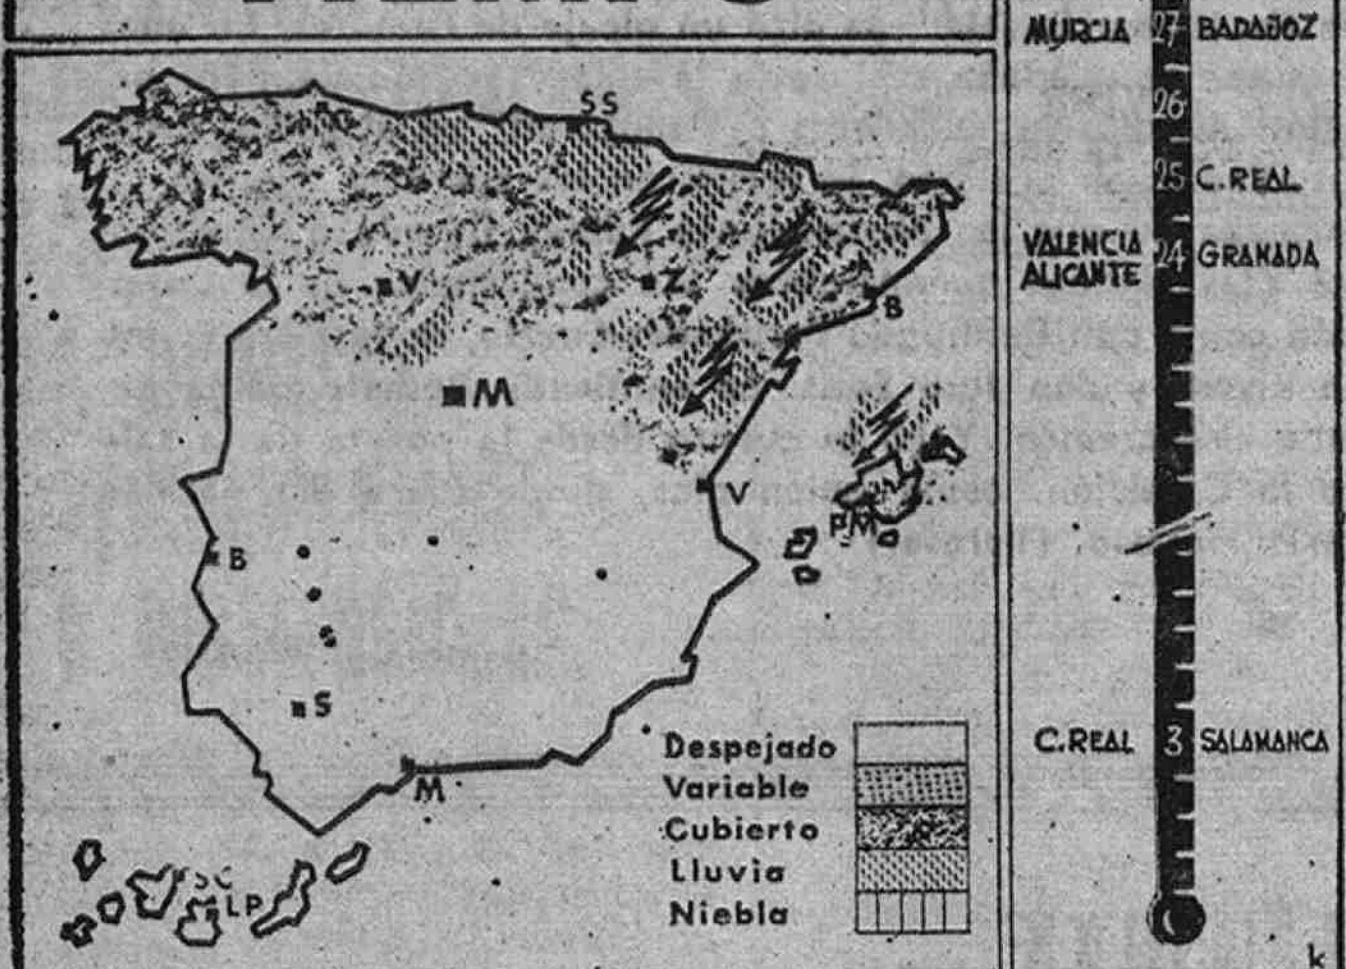 MURCIA 27 BADAJOZ
26
25 C.REAL
VALENCIA
ALICANTE 24 GRANADA
C.REAL 3 SALAMANCA
SS
V
Z
B
M
V
PM
B
S
M
SC
LP
Despejado
Variable
Cubierto
Lluvia
Niebla
k